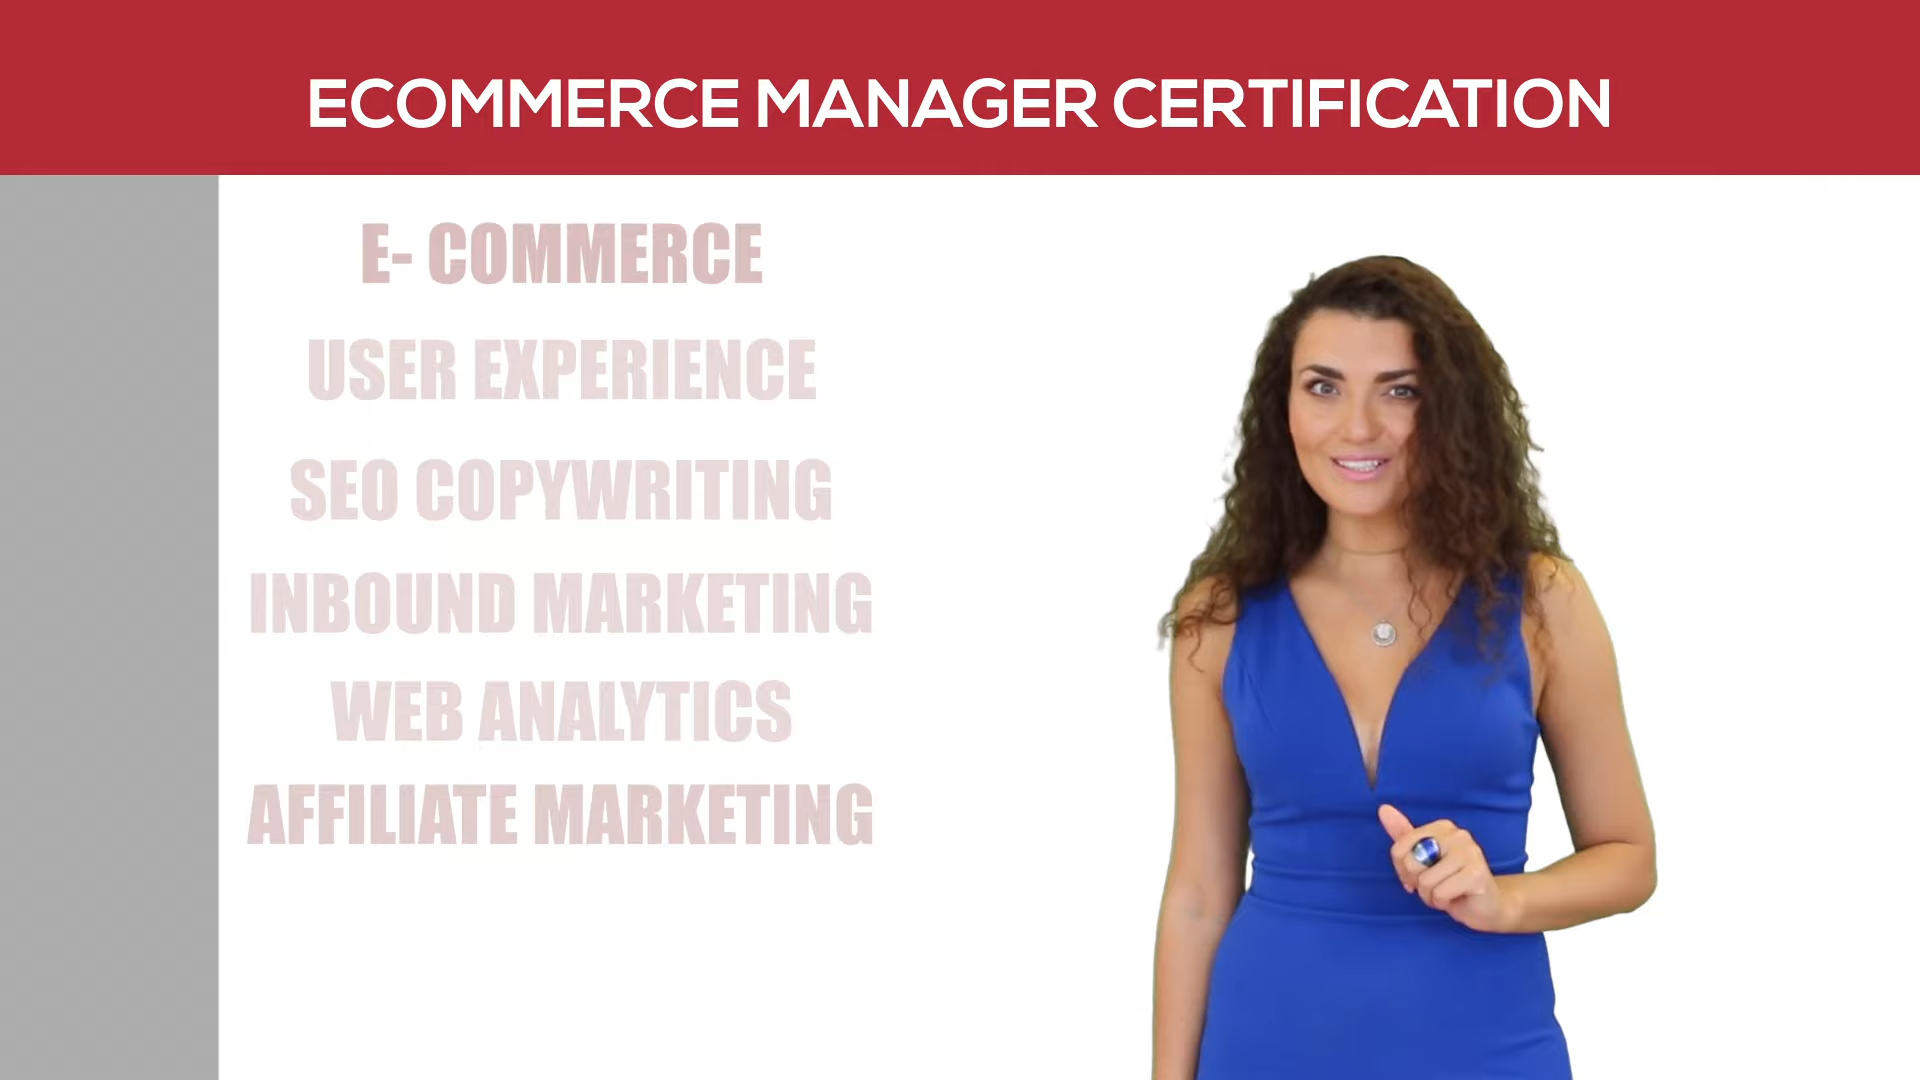 ECOMMERCE MANAGER CERTIFICATION
E- COMMERCE
USER EXPERIENCE
SEO COPYWRITING
INBOUND MARKETING
WEB ANALYTICS
AFFILIATE MARKETING